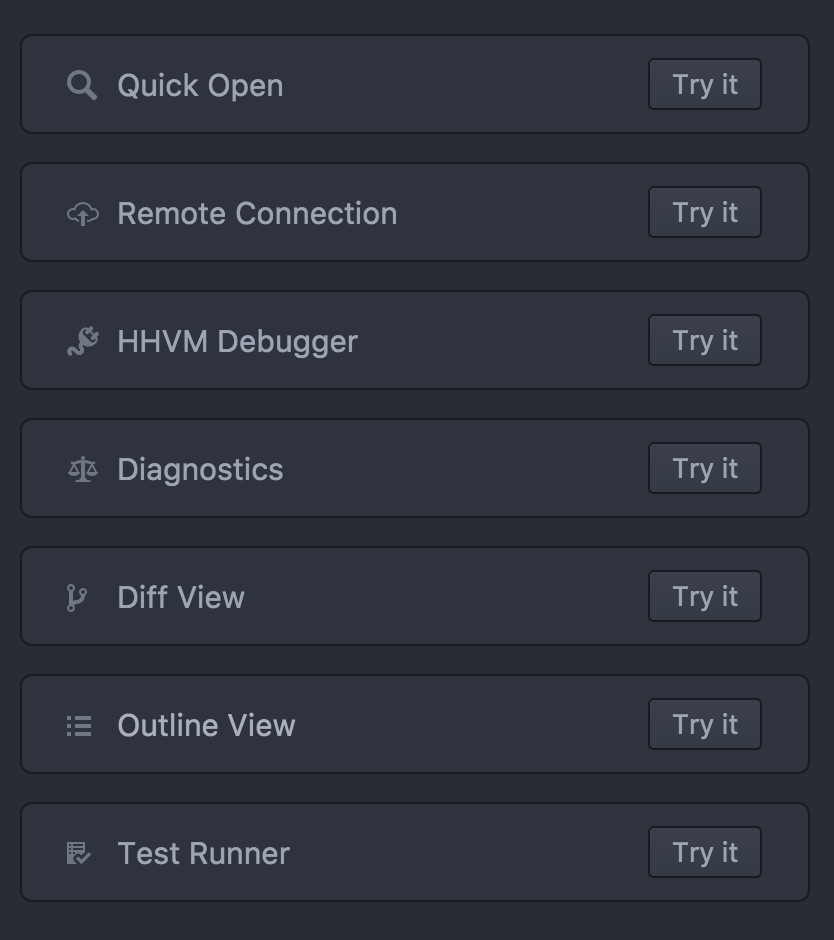 Quick Open Try it
Remote Connection Try it
HHVM Debugger Try it
Diagnostics Try it
Diff View Try it
Outline View Try it
Test Runner Try it